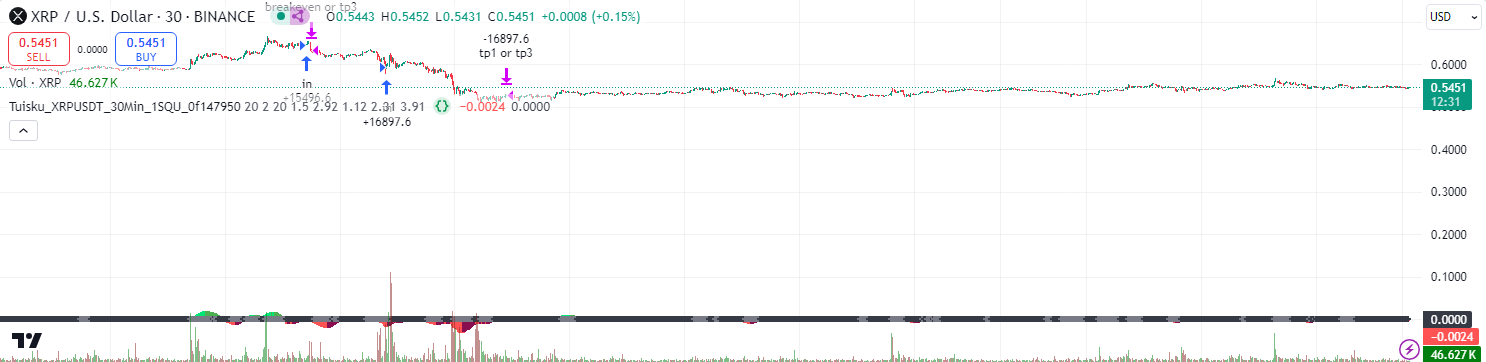 breakeven or tp3
XRP / U.S. Dollar · 30 · BINANCE
O0.5443 H0.5452 L0.5431 C0.5451 +0.0008 (+0.15%)
USD
0.5451
SELL
0.0000
0.5451
BUY
Vol · XRP 46.627 K
Tuisku_XRPUSDT_30Min_1SQU_0f147950 20 2 20 1.5 2.92 1.12 2.91 3.91 {} −0.0024 0.0000
in
+15496.6
+16897.6
-16897.6
tp1 or tp3
0.6000
0.5451
12:31
0.4000
0.3000
0.2000
0.1000
0.0000
−0.0024
46.627 K